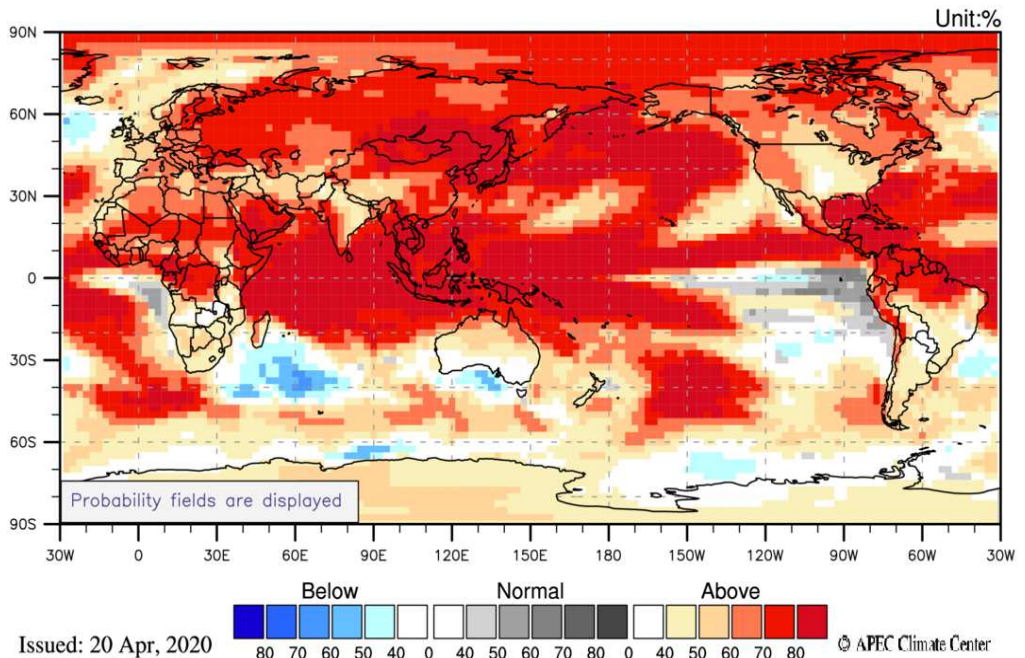 Unit:%
90N
60N
30N
0
30S
60S
90S
Probability fields are displayed
30W 0 30E 60E 90E 120E 150E 180 150W 120W 90W 60W 30W
Below Normal Above
80 70 60 50 40 0 40 50 60 70 80 0 40 50 60 70 80
Issued: 20 Apr, 2020
© APEC Climate Center